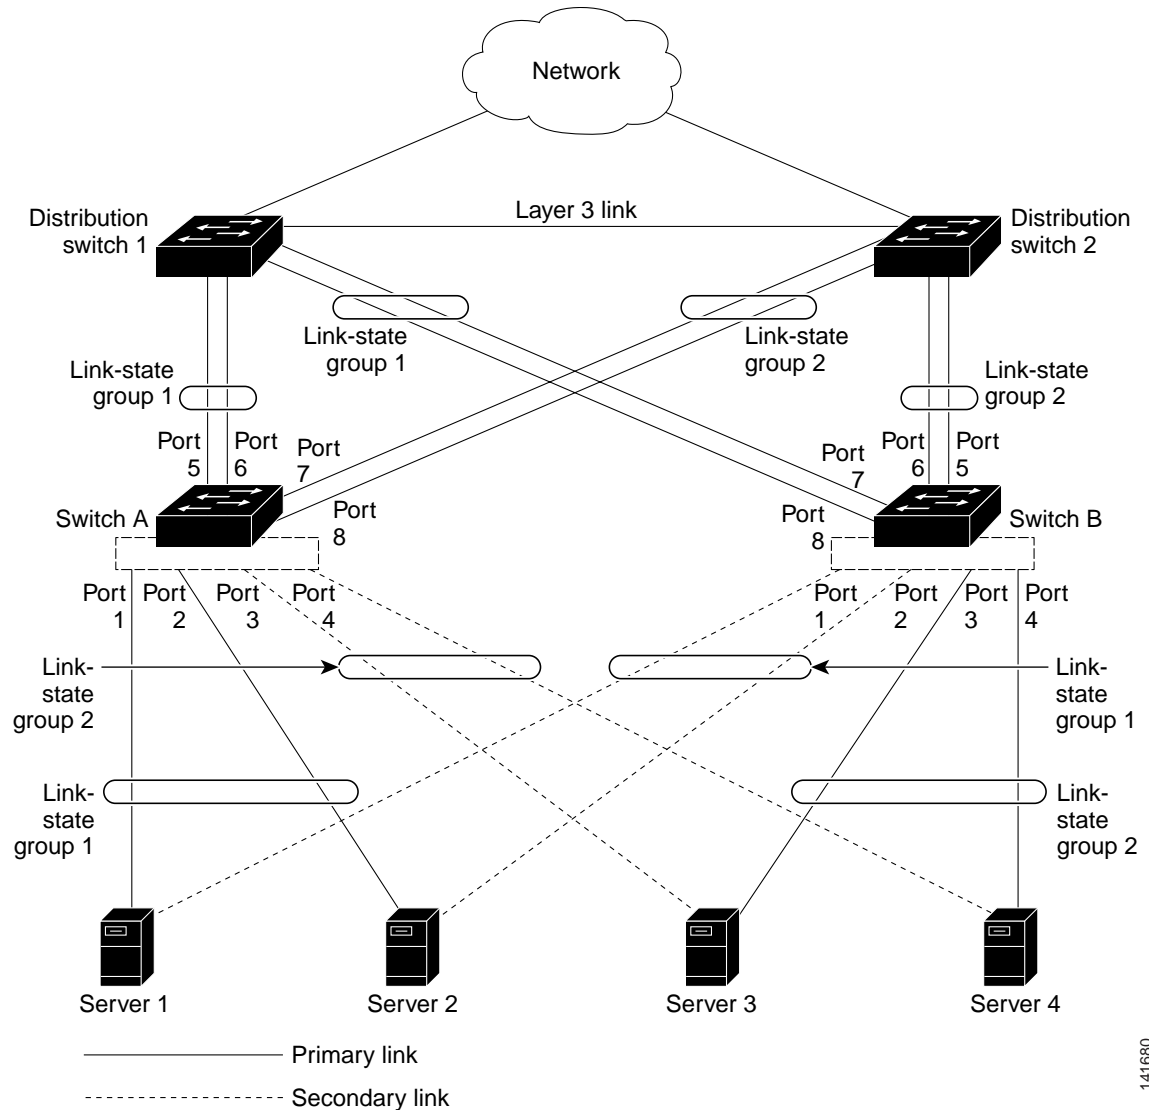 Network
Layer 3 link
Distribution
switch 1
Distribution
switch 2
Link-state
group 1
Link-state
group 2
Link-state
group 1
Link-state
group 2
Port
5
Port
6
Port
7
Port
8
Port
7
Port
6
Port
5
Port
8
Switch A
Switch B
Port
1
Port
2
Port
3
Port
4
Port
1
Port
2
Port
3
Port
4
Link-
state
group 2
Link-
state
group 1
Link-
state
group 1
Link-
state
group 2
Server 1
Server 2
Server 3
Server 4
Primary link
Secondary link
141680